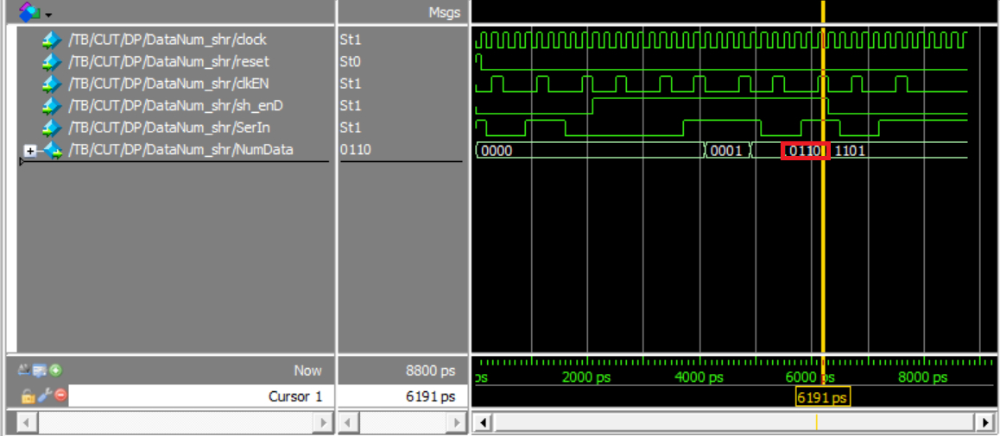 Msgs
/TB/CUT/DP/DataNum_shr/clock St1
/TB/CUT/DP/DataNum_shr/reset St0
/TB/CUT/DP/DataNum_shr/clkEN St1
/TB/CUT/DP/DataNum_shr/sh_enD St1
/TB/CUT/DP/DataNum_shr/SerIn St1
/TB/CUT/DP/DataNum_shr/NumData 0110 0000 0001 0110 1101
Now 8800 ps ps 2000 ps 4000 ps 6000 ps 8000 ps
Cursor 1 6191 ps 6191 ps